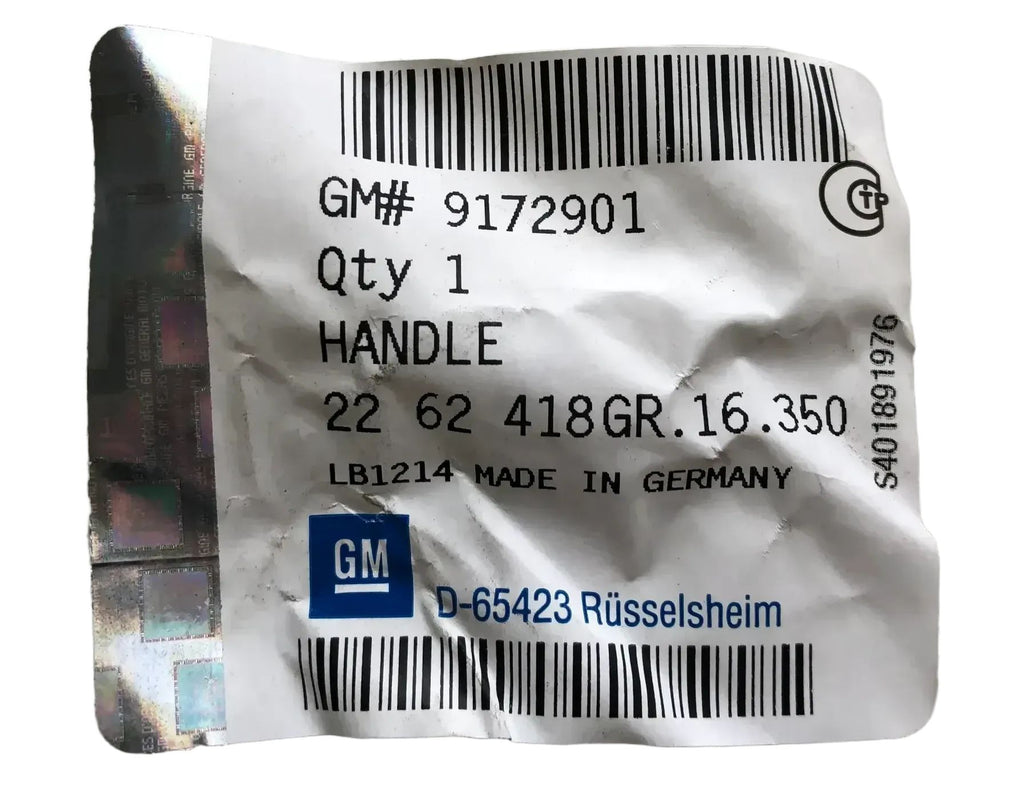 GM# 9172901
Qty 1
HANDLE
22 62 418GR.16.350
LB1214 MADE IN GERMANY
GM
D-65423 Rüsselsheim
S401891976